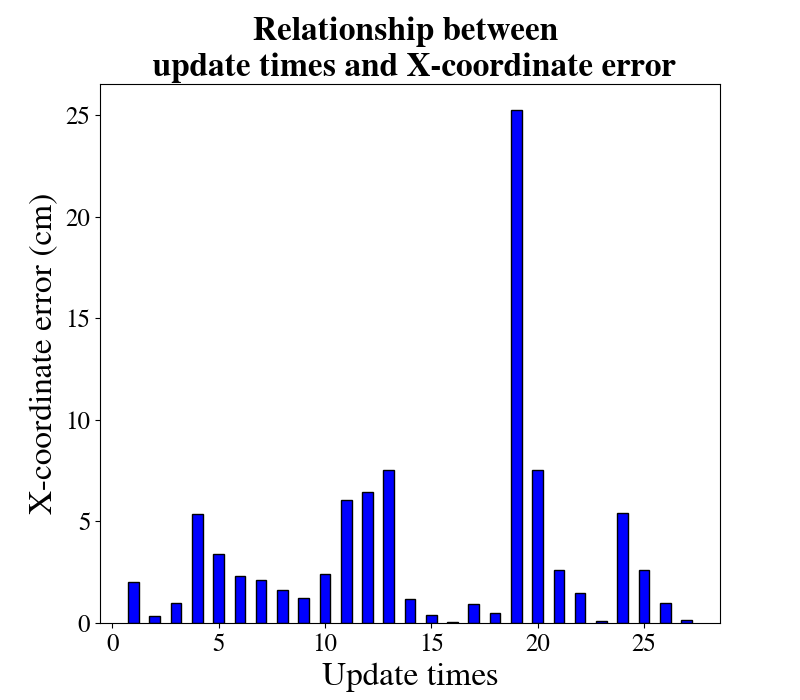 Relationship between
update times and X-coordinate error
X-coordinate error (cm)
25
20
15
10
5
0
0 5 10 15 20 25
Update times